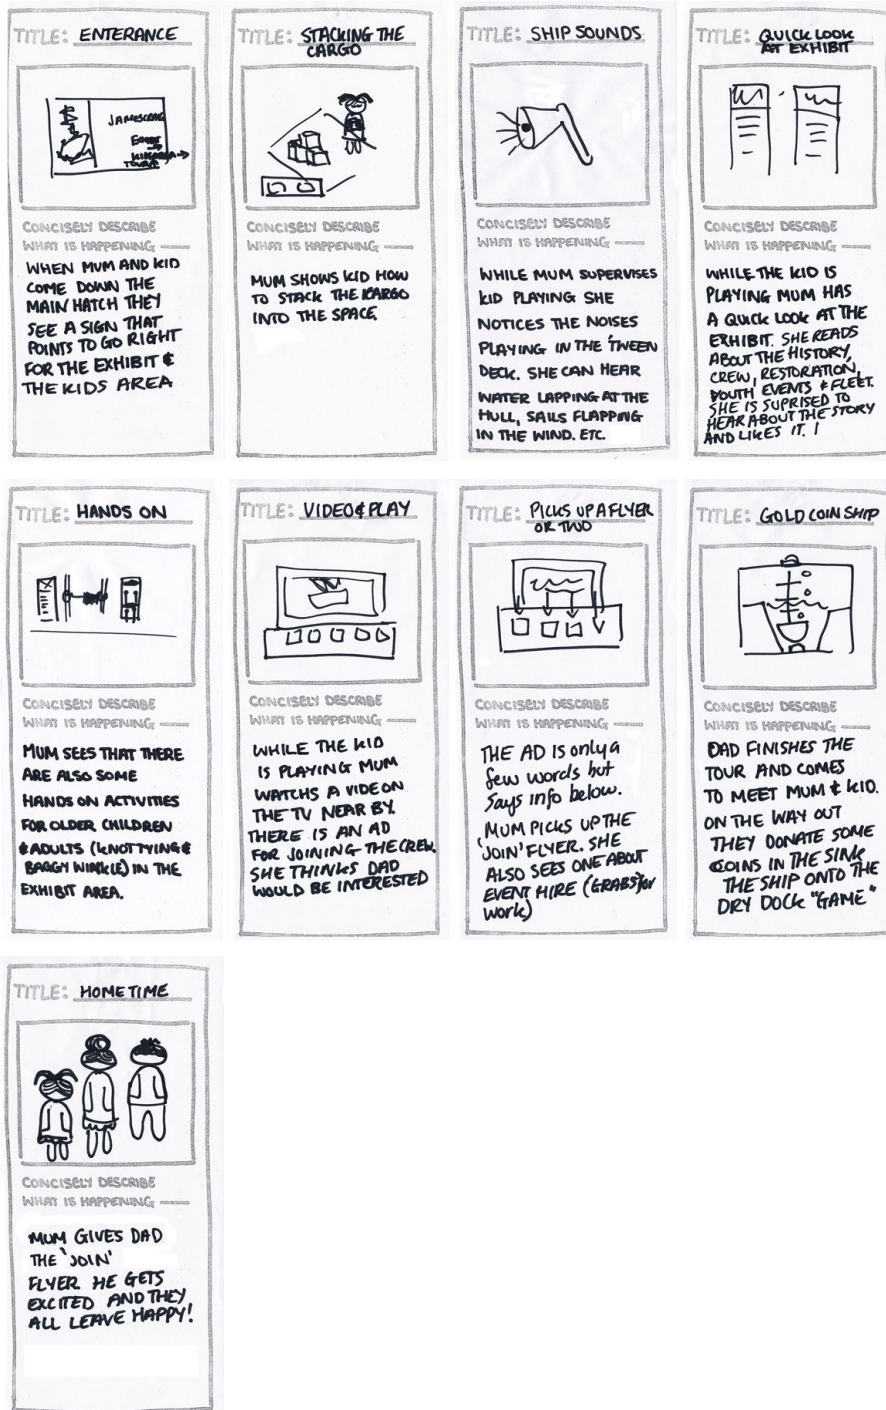 TITLE: ENTERANCE
JAMESCRAIG
TOUR
CONCISELY DESCRIBE
WHAT IS HAPPENING
WHEN MUM AND KID
COME DOWN THE
MAIN HATCH THEY
SEE A SIGN THAT
POINTS TO GO RIGHT
FOR THE EXHIBIT &
THE KIDS AREA
TITLE: STACKING THE
CARGO
CONCISELY DESCRIBE
WHAT IS HAPPENING
MUM SHOWS KID HOW
TO STACK THE CARGO
INTO THE SPACE
TITLE: SHIP SOUNDS
CONCISELY DESCRIBE
WHAT IS HAPPENING
WHILE MUM SUPERVISES
KID PLAYING SHE
NOTICES THE NOISES
PLAYING IN THE 'TWEEN
DECK. SHE CAN HEAR
WATER LAPPING AT THE
HULL, SAILS FLAPPING
IN THE WIND. ETC.
TITLE: QUICK LOOK
AT EXHIBIT
CONCISELY DESCRIBE
WHAT IS HAPPENING
WHILE THE KID IS
PLAYING MUM HAS
A QUICK LOOK AT THE
EXHIBIT. SHE READS
ABOUT THE HISTORY,
CREW, RESTORATION,
YOUTH EVENTS & FLEET.
SHE IS SUPRISED TO
HEAR ABOUT THE STORY
AND LIKES IT. !
TITLE: HANDS ON
CONCISELY DESCRIBE
WHAT IS HAPPENING
MUM SEES THAT THERE
ARE ALSO SOME
HANDS ON ACTIVITIES
FOR OLDER CHILDREN
& ADULTS (KNOT TYING &
BAGGY WINKLE) IN THE
EXHIBIT AREA.
TITLE: VIDEO & PLAY
CONCISELY DESCRIBE
WHAT IS HAPPENING
WHILE THE KID
IS PLAYING MUM
WATCHS A VIDEO ON
THE TV NEAR BY.
THERE IS AN AD
FOR JOINING THE CREW.
SHE THINKS DAD
WOULD BE INTERESTED
TITLE: PICKS UP A FLYER
OR TWO
CONCISELY DESCRIBE
WHAT IS HAPPENING
THE AD IS only a
few words but
Says info below.
MUM PICKS UP THE
'JOIN' FLYER. SHE
ALSO SEES ONE ABOUT
EVENT HIRE (GRABS for
work)
TITLE: GOLD COIN SHIP
CONCISELY DESCRIBE
WHAT IS HAPPENING
DAD FINISHES THE
TOUR AND COMES
TO MEET MUM & KID.
ON THE WAY OUT
THEY DONATE SOME
COINS IN THE SINK
THE SHIP ONTO THE
DRY DOCK "GAME"
TITLE: HOME TIME
CONCISELY DESCRIBE
WHAT IS HAPPENING
MUM GIVES DAD
THE 'JOIN'
FLYER. HE GETS
EXCITED AND THEY
ALL LEAVE HAPPY!